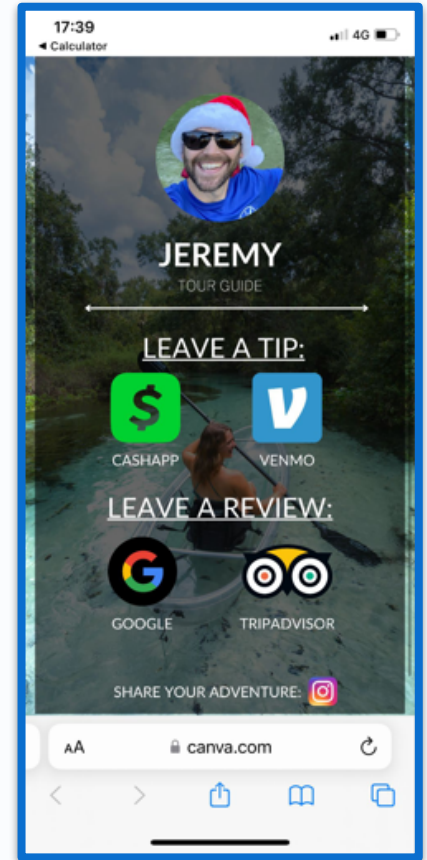 17:39
4G
◀ Calculator
JEREMY
TOUR GUIDE
LEAVE A TIP:
$ V
CASHAPP VENMO
LEAVE A REVIEW:
G
GOOGLE TRIPADVISOR
SHARE YOUR ADVENTURE:
AA canva.com